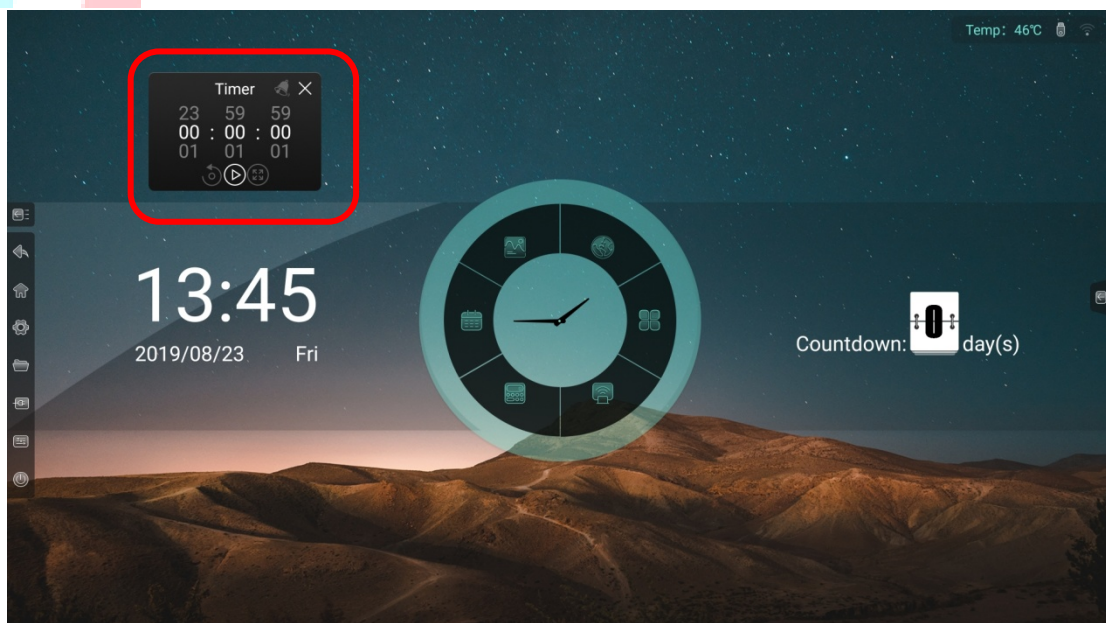 Temp: 46℃
Timer
23 59 59
00 : 00 : 00
01 01 01
13:45
2019/08/23 Fri
Countdown: 0 day(s)